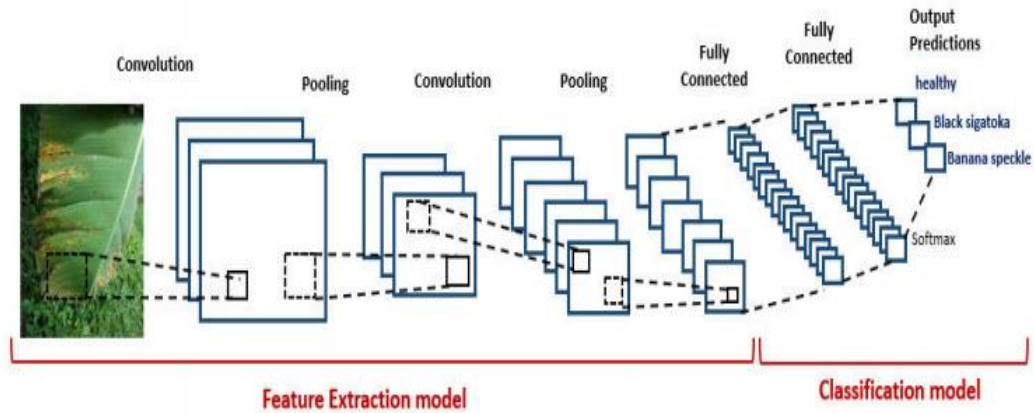 Convolution
Pooling
Convolution
Pooling
Fully
Connected
Fully
Connected
Output
Predictions
healthy
Black sigatoka
Banana speckle
Softmax
Feature Extraction model
Classification model